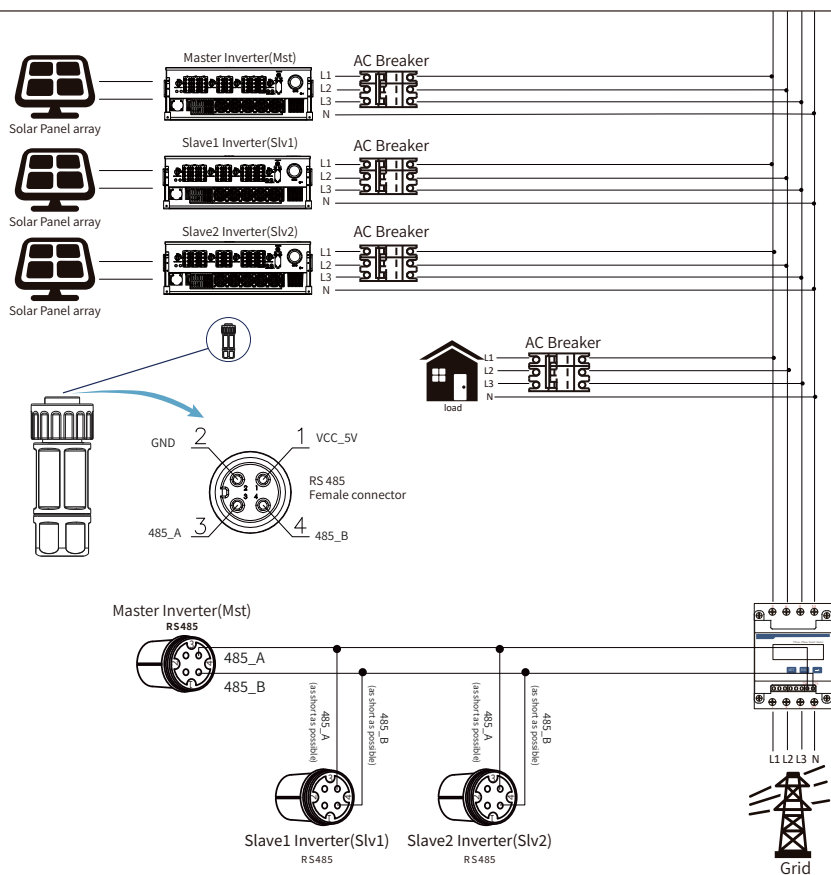 Master Inverter(Mst)
AC Breaker
L1
L2
L3
N
Solar Panel array
Slave1 Inverter(Slv1)
AC Breaker
L1
L2
L3
N
Solar Panel array
Slave2 Inverter(Slv2)
AC Breaker
L1
L2
L3
N
Solar Panel array
AC Breaker
L1
L2
L3
N
load
GND
2
1
VCC_5V
2
1
3
4
RS 485
Female connector
485_A
3
4
485_B
Master Inverter(Mst)
RS485
485_A
485_B
485_A
(as short as possible)
485_B
(as short as possible)
485_A
(as short as possible)
485_B
(as short as possible)
Slave1 Inverter(Slv1)
RS485
Slave2 Inverter(Slv2)
RS485
L1 L2 L3 N
Grid